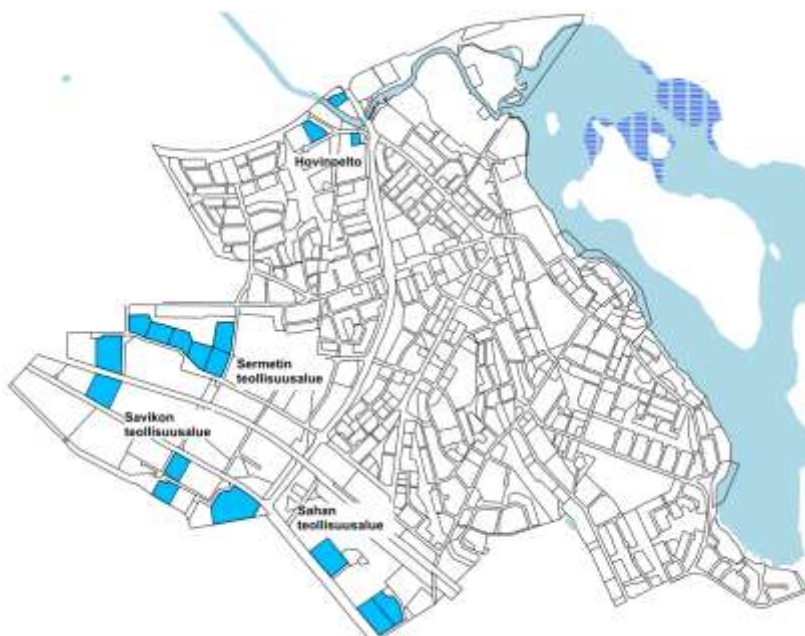 Hovinpelto
Sermetin
teollisuusalue
Savikon
teollisuusalue
Sahan
teollisuusalue